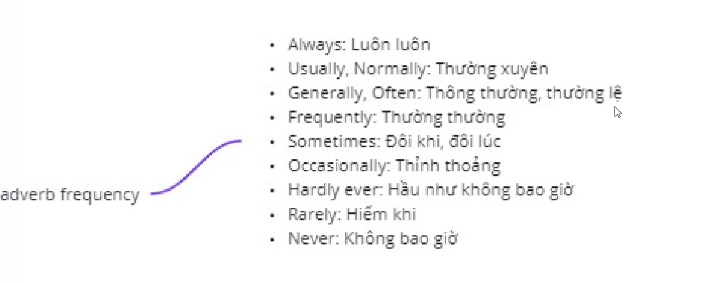 Always: Luôn luôn
Usually, Normally: Thường xuyên
Generally, Often: Thông thường, thường lệ
Frequently: Thường thường
Sometimes: Đôi khi, đôi lúc
Occasionally: Thỉnh thoảng
Hardly ever: Hầu như không bao giờ
Rarely: Hiếm khi
Never: Không bao giờ
adverb frequency